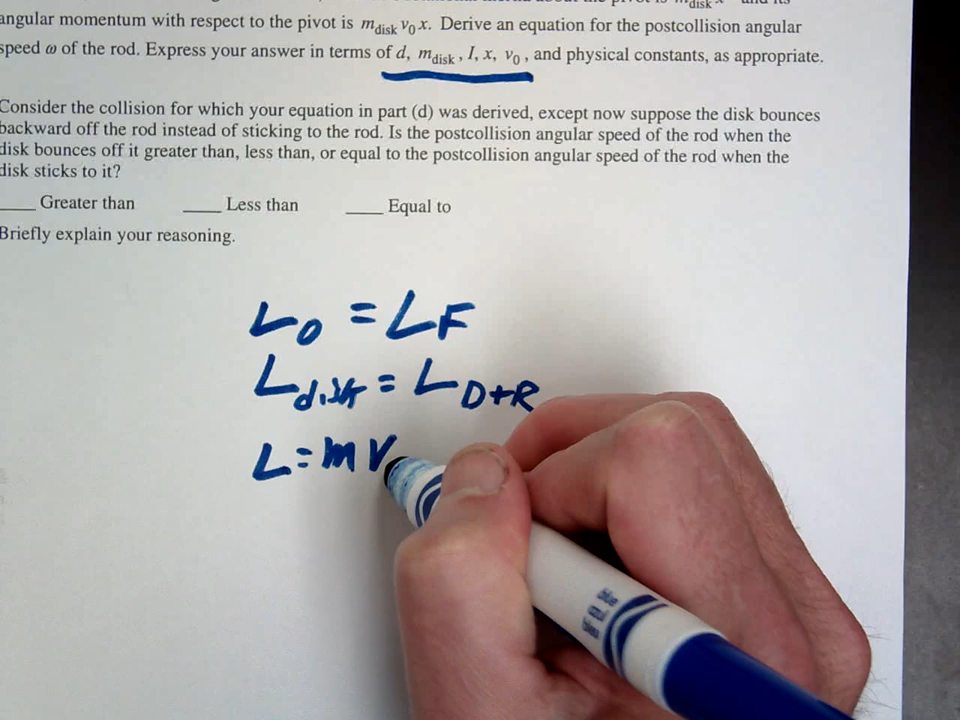 angular momentum with respect to the pivot is m_disk v_0 x. Derive an equation for the postcollision angular
speed ω of the rod. Express your answer in terms of d, m_disk, I, x, v_0, and physical constants, as appropriate.
Consider the collision for which your equation in part (d) was derived, except now suppose the disk bounces
backward off the rod instead of sticking to the rod. Is the postcollision angular speed of the rod when the
disk bounces off it greater than, less than, or equal to the postcollision angular speed of the rod when the
disk sticks to it?
____ Greater than ____ Less than ____ Equal to
Briefly explain your reasoning.
L_0 = L_F
L_disk = L_D+R
L = m v